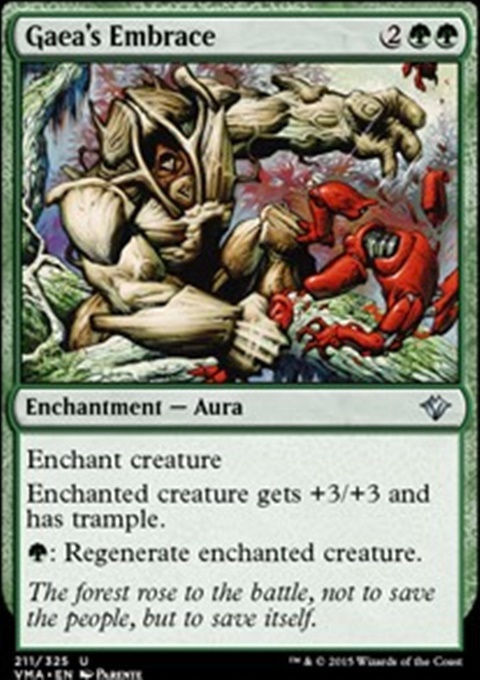 Gaea's Embrace 2
Enchantment — Aura
Enchant creature
Enchanted creature gets +3/+3 and
has trample.
: Regenerate enchanted creature.
The forest rose to the battle, not to save
the people, but to save itself.
211/325 U
VMA • EN Parente
™ & © 2015 Wizards of the Coast